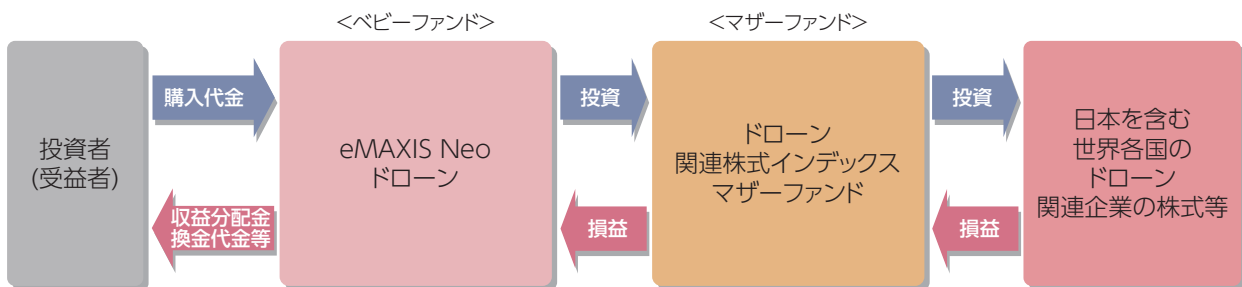 <ベビーファンド>
<マザーファンド>
投資者
(受益者)
購入代金
収益分配金
換金代金等
eMAXIS Neo
ドローン
投資
損益
ドローン
関連株式インデックス
マザーファンド
投資
損益
日本を含む
世界各国の
ドローン
関連企業の株式等